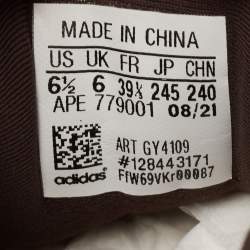 MADE IN CHINA
US UK FR JP CHN
6½ 6 39⅓ 245 240
APE 779001 08/21
ART GY4109
#128443171
adidas FfW69VKr00087